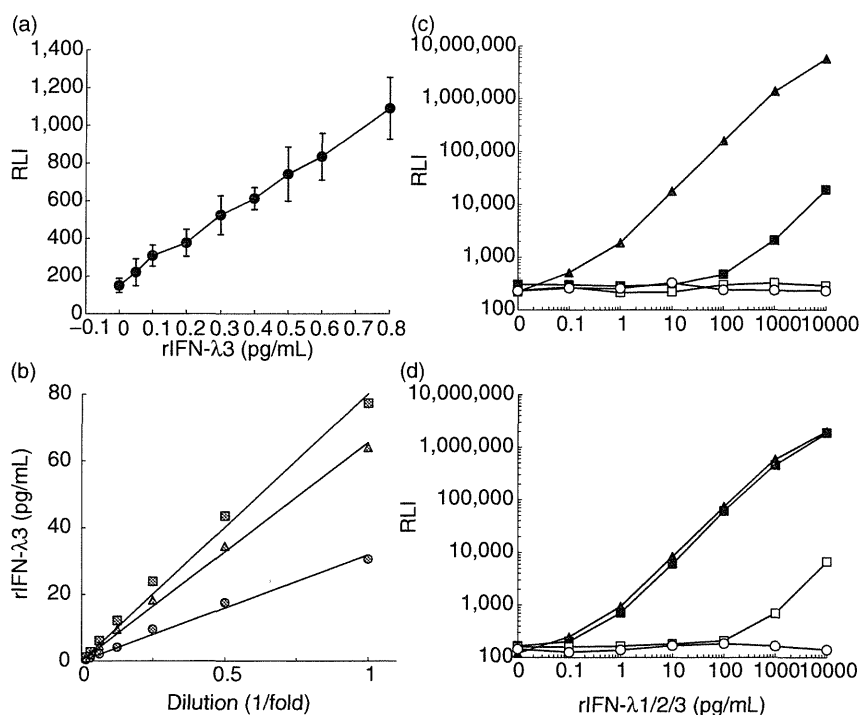 (a)
1,400
1,200
1,000
800
600
400
200
0
RLI
−0.1 0 0.1 0.2 0.3 0.4 0.5 0.6 0.7 0.8
rIFN-λ3 (pg/mL)
(b)
80
60
40
20
0
rIFN-λ3 (pg/mL)
0 0.5 1
Dilution (1/fold)
(c)
10,000,000
1,000,000
100,000
10,000
1,000
100
RLI
0 0.1 1 10 100 1000 10000
(d)
10,000,000
1,000,000
100,000
10,000
1,000
100
RLI
0 0.1 1 10 100 1000 10000
rIFN-λ1/2/3 (pg/mL)